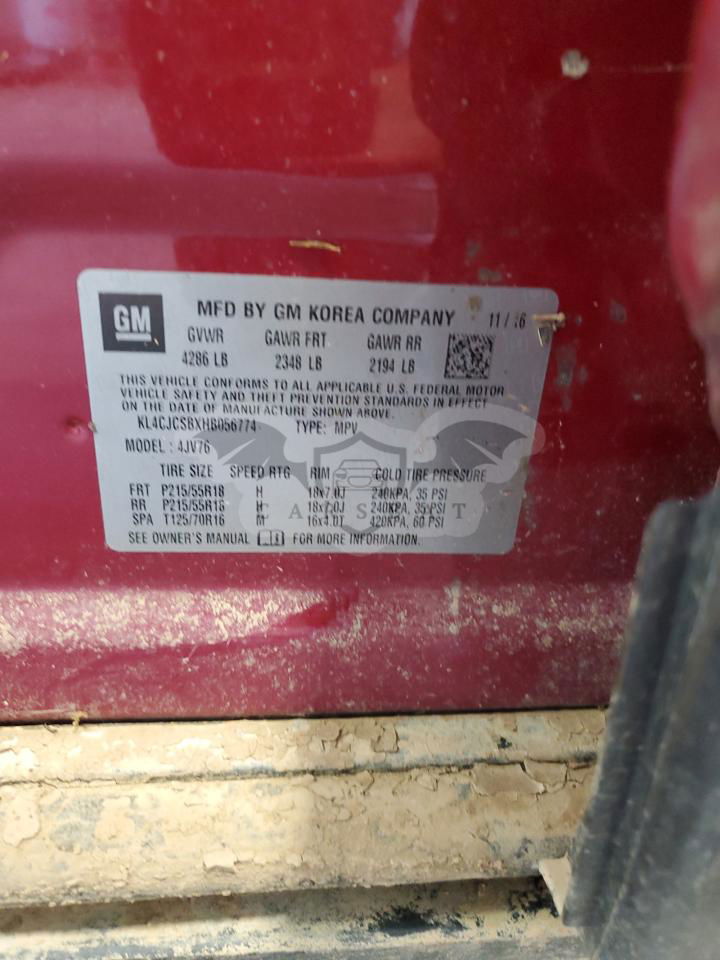 GM
MFD BY GM KOREA COMPANY 11/16
GVWR GAWR FRT GAWR RR
4286 LB 2348 LB 2194 LB
THIS VEHICLE CONFORMS TO ALL APPLICABLE U.S. FEDERAL MOTOR
VEHICLE SAFETY AND THEFT PREVENTION STANDARDS IN EFFECT
ON THE DATE OF MANUFACTURE SHOWN ABOVE.
KL4CJCSBXHB056774 TYPE: MPV
MODEL: 4JV76
TIRE SIZE SPEED RTG RIM COLD TIRE PRESSURE
FRT P215/55R18 H 18x7.0J 240KPA, 35 PSI
RR P215/55R18 H 18x7.0J 240KPA, 35 PSI
SPA T125/70R16 M 16x4.0T 420KPA, 60 PSI
SEE OWNER'S MANUAL FOR MORE INFORMATION.